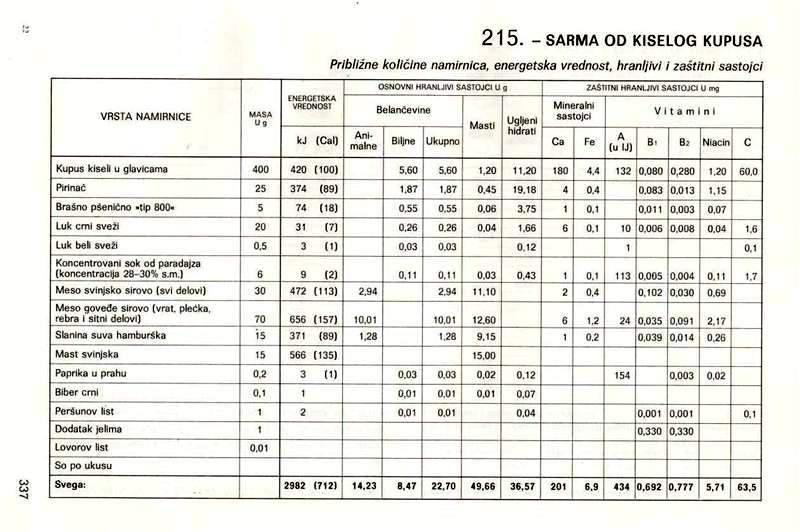 22
215. – SARMA OD KISELOG KUPUSA
Približne količine namirnica, energetska vrednost, hranljivi i zaštitni sastojci
VRSTA NAMIRNICE MASA U g ENERGETSKA VREDNOST OSNOVNI HRANLJIVI SASTOJCI U g ZAŠTITNI HRANLJIVI SASTOJCI U mg
Belančevine Masti Ugljeni hidrati Mineralni sastojci Vitamini
kJ (Cal) Ani-malne Biljne Ukupno Ca Fe A (u IJ) B1 B2 Niacin C
Kupus kiseli u glavicama 400 420 (100) 5,60 5,60 1,20 11,20 180 4,4 132 0,080 0,280 1,20 60,0
Pirinač 25 374 (89) 1,87 1,87 0,45 19,18 4 0,4 0,083 0,013 1,15
Brašno pšenično »tip 800« 5 74 (18) 0,55 0,55 0,06 3,75 1 0,1 0,011 0,003 0,07
Luk crni sveži 20 31 (7) 0,26 0,26 0,04 1,66 6 0,1 10 0,006 0,008 0,04 1,6
Luk beli sveži 0,5 3 (1) 0,03 0,03 0,12 1 0,1
Koncentrovani sok od paradajza
(koncentracija 28–30% s.m.) 6 9 (2) 0,11 0,11 0,03 0,43 1 0,1 113 0,005 0,004 0,11 1,7
Meso svinjsko sirovo (svi delovi) 30 472 (113) 2,94 2,94 11,10 2 0,4 0,102 0,030 0,69
Meso goveđe sirovo (vrat, plećka,
rebra i sitni delovi) 70 656 (157) 10,01 10,01 12,60 6 1,2 24 0,035 0,091 2,17
Slanina suva hamburška 15 371 (89) 1,28 1,28 9,15 1 0,2 0,039 0,014 0,26
Mast svinjska 15 566 (135) 15,00
Paprika u prahu 0,2 3 (1) 0,03 0,03 0,02 0,12 154 0,003 0,02
Biber crni 0,1 1 0,01 0,01 0,01 0,07
Peršunov list 1 2 0,01 0,01 0,04 0,001 0,001 0,1
Dodatak jelima 1 0,330 0,330
Lovorov list 0,01
So po ukusu
Svega: 2982 (712) 14,23 8,47 22,70 49,66 36,57 201 6,9 434 0,692 0,777 5,71 63,5
337